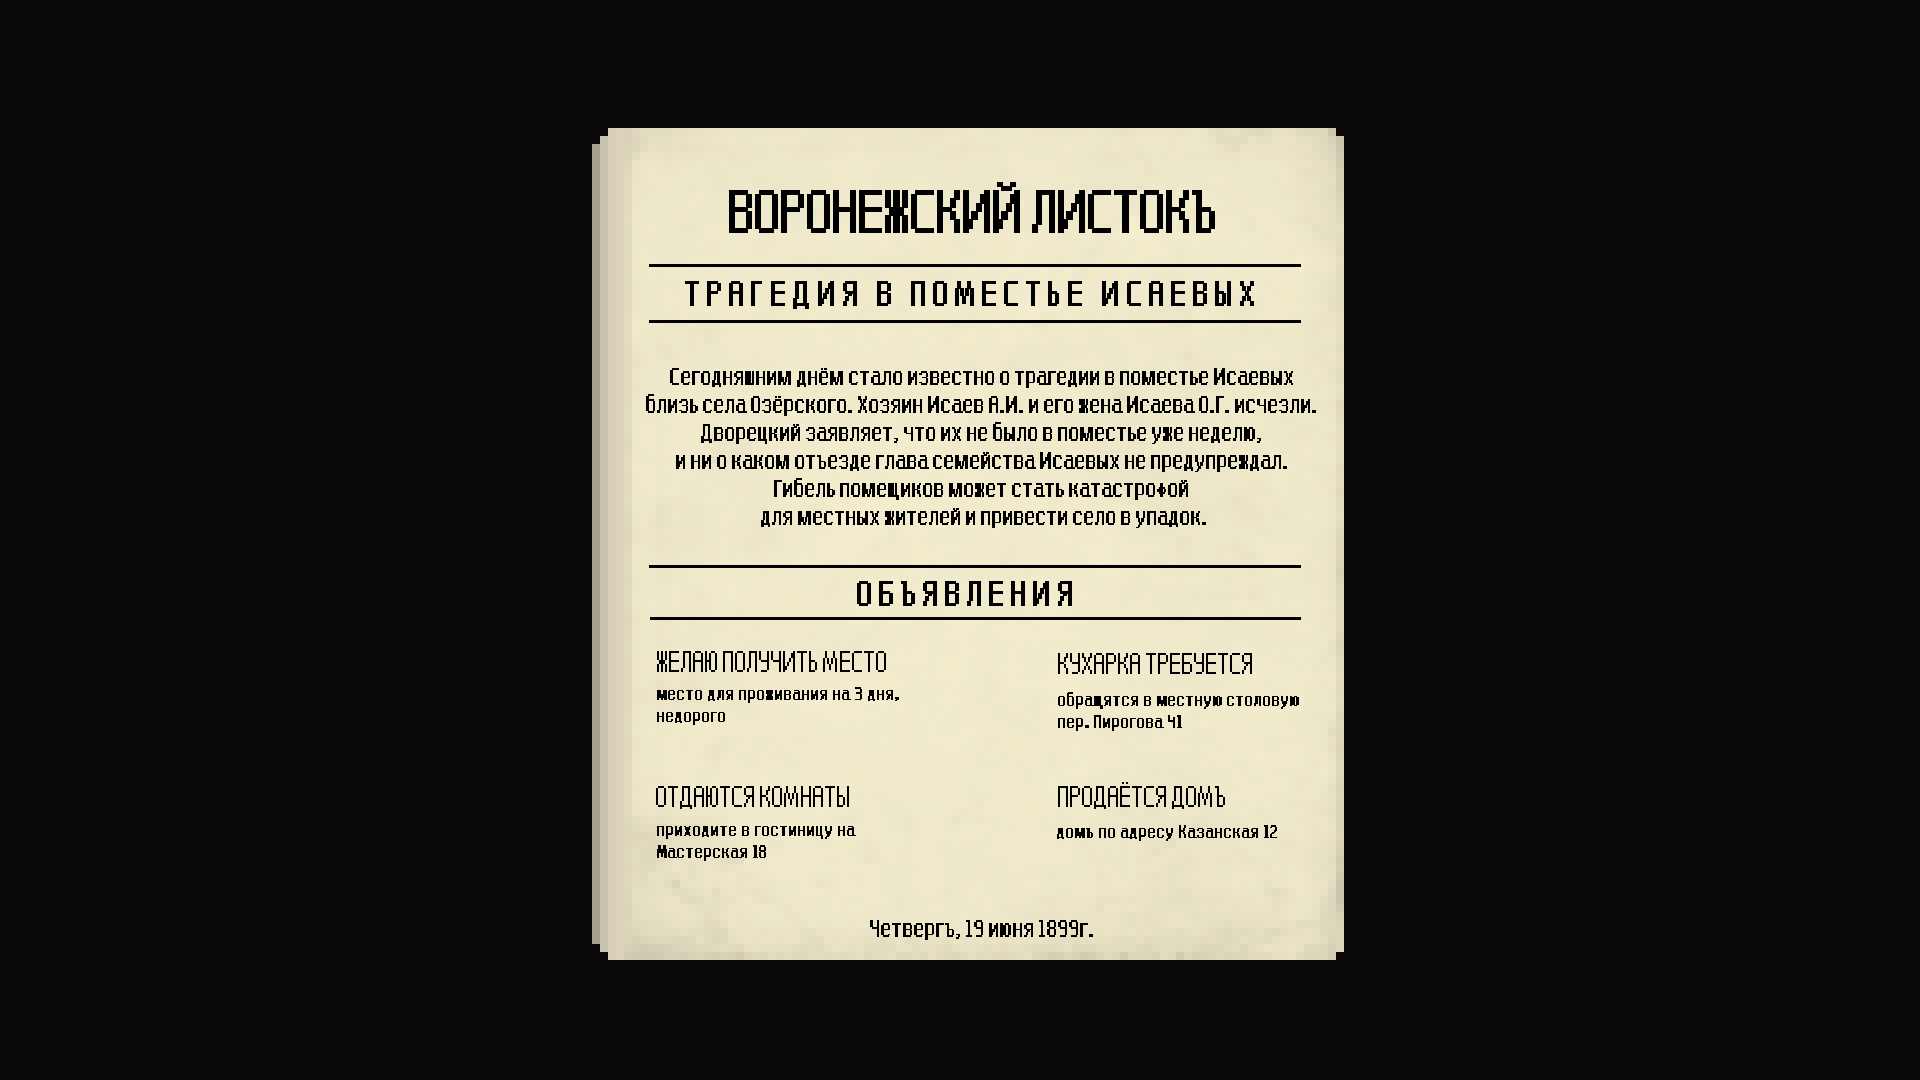 ВОРОНЕЖСКИЙ ЛИСТОКЪ
ТРАГЕДИЯ В ПОМЕСТЬЕ ИСАЕВЫХ
Сегодняшним днём стало известно о трагедии в поместье Исаевых
близь села Озёрского. Хозяин Исаев А.И. и его жена Исаева О.Г. исчезли.
Дворецкий заявляет, что их не было в поместье уже неделю,
и ни о каком отъезде глава семейства Исаевых не предупреждал.
Гибель помещиков может стать катастрофой
для местных жителей и привести село в упадок.
ОБЪЯВЛЕНИЯ
ЖЕЛАЮ ПОЛУЧИТЬ МЕСТО
место для проживания на 3 дня,
недорого
КУХАРКА ТРЕБУЕТСЯ
обращятся в местную столовую
пер. Пирогова 41
ОТДАЮТСЯ КОМНАТЫ
приходите в гостиницу на
Мастерская 18
ПРОДАЁТСЯ ДОМЪ
домъ по адресу Казанская 12
Четвергъ, 19 июня 1899г.